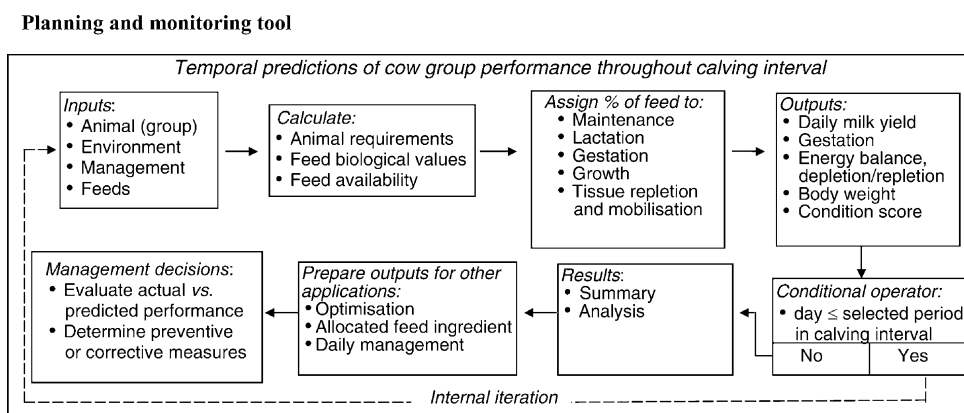 Planning and monitoring tool
Temporal predictions of cow group performance throughout calving interval
Inputs:
• Animal (group)
• Environment
• Management
• Feeds
Calculate:
• Animal requirements
• Feed biological values
• Feed availability
Assign % of feed to:
• Maintenance
• Lactation
• Gestation
• Growth
• Tissue repletion
and mobilisation
Outputs:
• Daily milk yield
• Gestation
• Energy balance,
depletion/repletion
• Body weight
• Condition score
Management decisions:
• Evaluate actual vs.
predicted performance
• Determine preventive
or corrective measures
Prepare outputs for other
applications:
• Optimisation
• Allocated feed ingredient
• Daily management
Results:
• Summary
• Analysis
Conditional operator:
• day ≤ selected period
in calving interval
No
Yes
Internal iteration